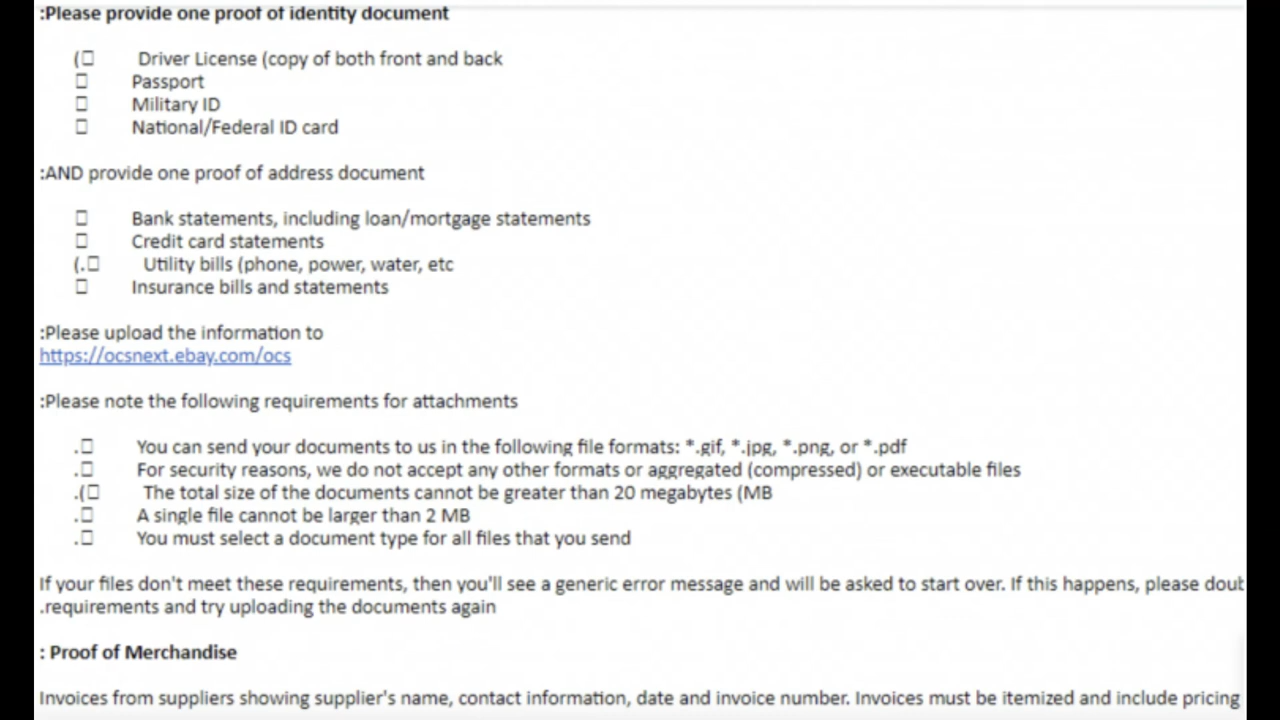 :Please provide one proof of identity document
(□ Driver License (copy of both front and back
□ Passport
□ Military ID
□ National/Federal ID card
:AND provide one proof of address document
□ Bank statements, including loan/mortgage statements
□ Credit card statements
(.□ Utility bills (phone, power, water, etc
□ Insurance bills and statements
:Please upload the information to
https://ocsnext.ebay.com/ocs
:Please note the following requirements for attachments
.□ You can send your documents to us in the following file formats: *.gif, *.jpg, *.png, or *.pdf
.□ For security reasons, we do not accept any other formats or aggregated (compressed) or executable files
.(□ The total size of the documents cannot be greater than 20 megabytes (MB
.□ A single file cannot be larger than 2 MB
.□ You must select a document type for all files that you send
If your files don't meet these requirements, then you'll see a generic error message and will be asked to start over. If this happens, please doub
.requirements and try uploading the documents again
: Proof of Merchandise
Invoices from suppliers showing supplier's name, contact information, date and invoice number. Invoices must be itemized and include pricing